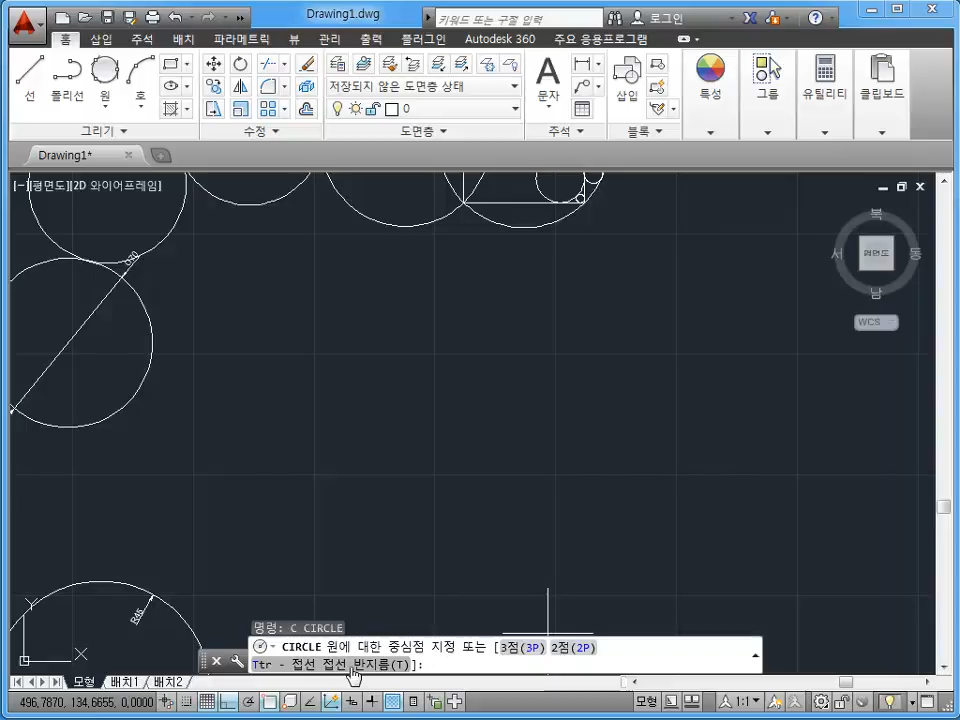 Drawing1.dwg
키워드 또는 구절 입력
로그인
홈 삽입 주석 배치 파라메트릭 뷰 관리 출력 플러그인 Autodesk 360 주요 응용프로그램
저장되지 않은 도면층 상태
0
선 폴리선 원 호
문자 삽입 특성 그룹 유틸리티 클립보드
그리기 수정 도면층 주석 블록
Drawing1*
[-][평면도][2D 와이어프레임]
북
서 평면도 동
남
WCS
R45
Y
X
명령: C CIRCLE
CIRCLE 원에 대한 중심점 지정 또는 [3점(3P) 2점(2P)
Ttr - 접선 접선 반지름(T)]:
모형 배치1 배치2
496.7870, 134.6655, 0.0000
모형
1:1